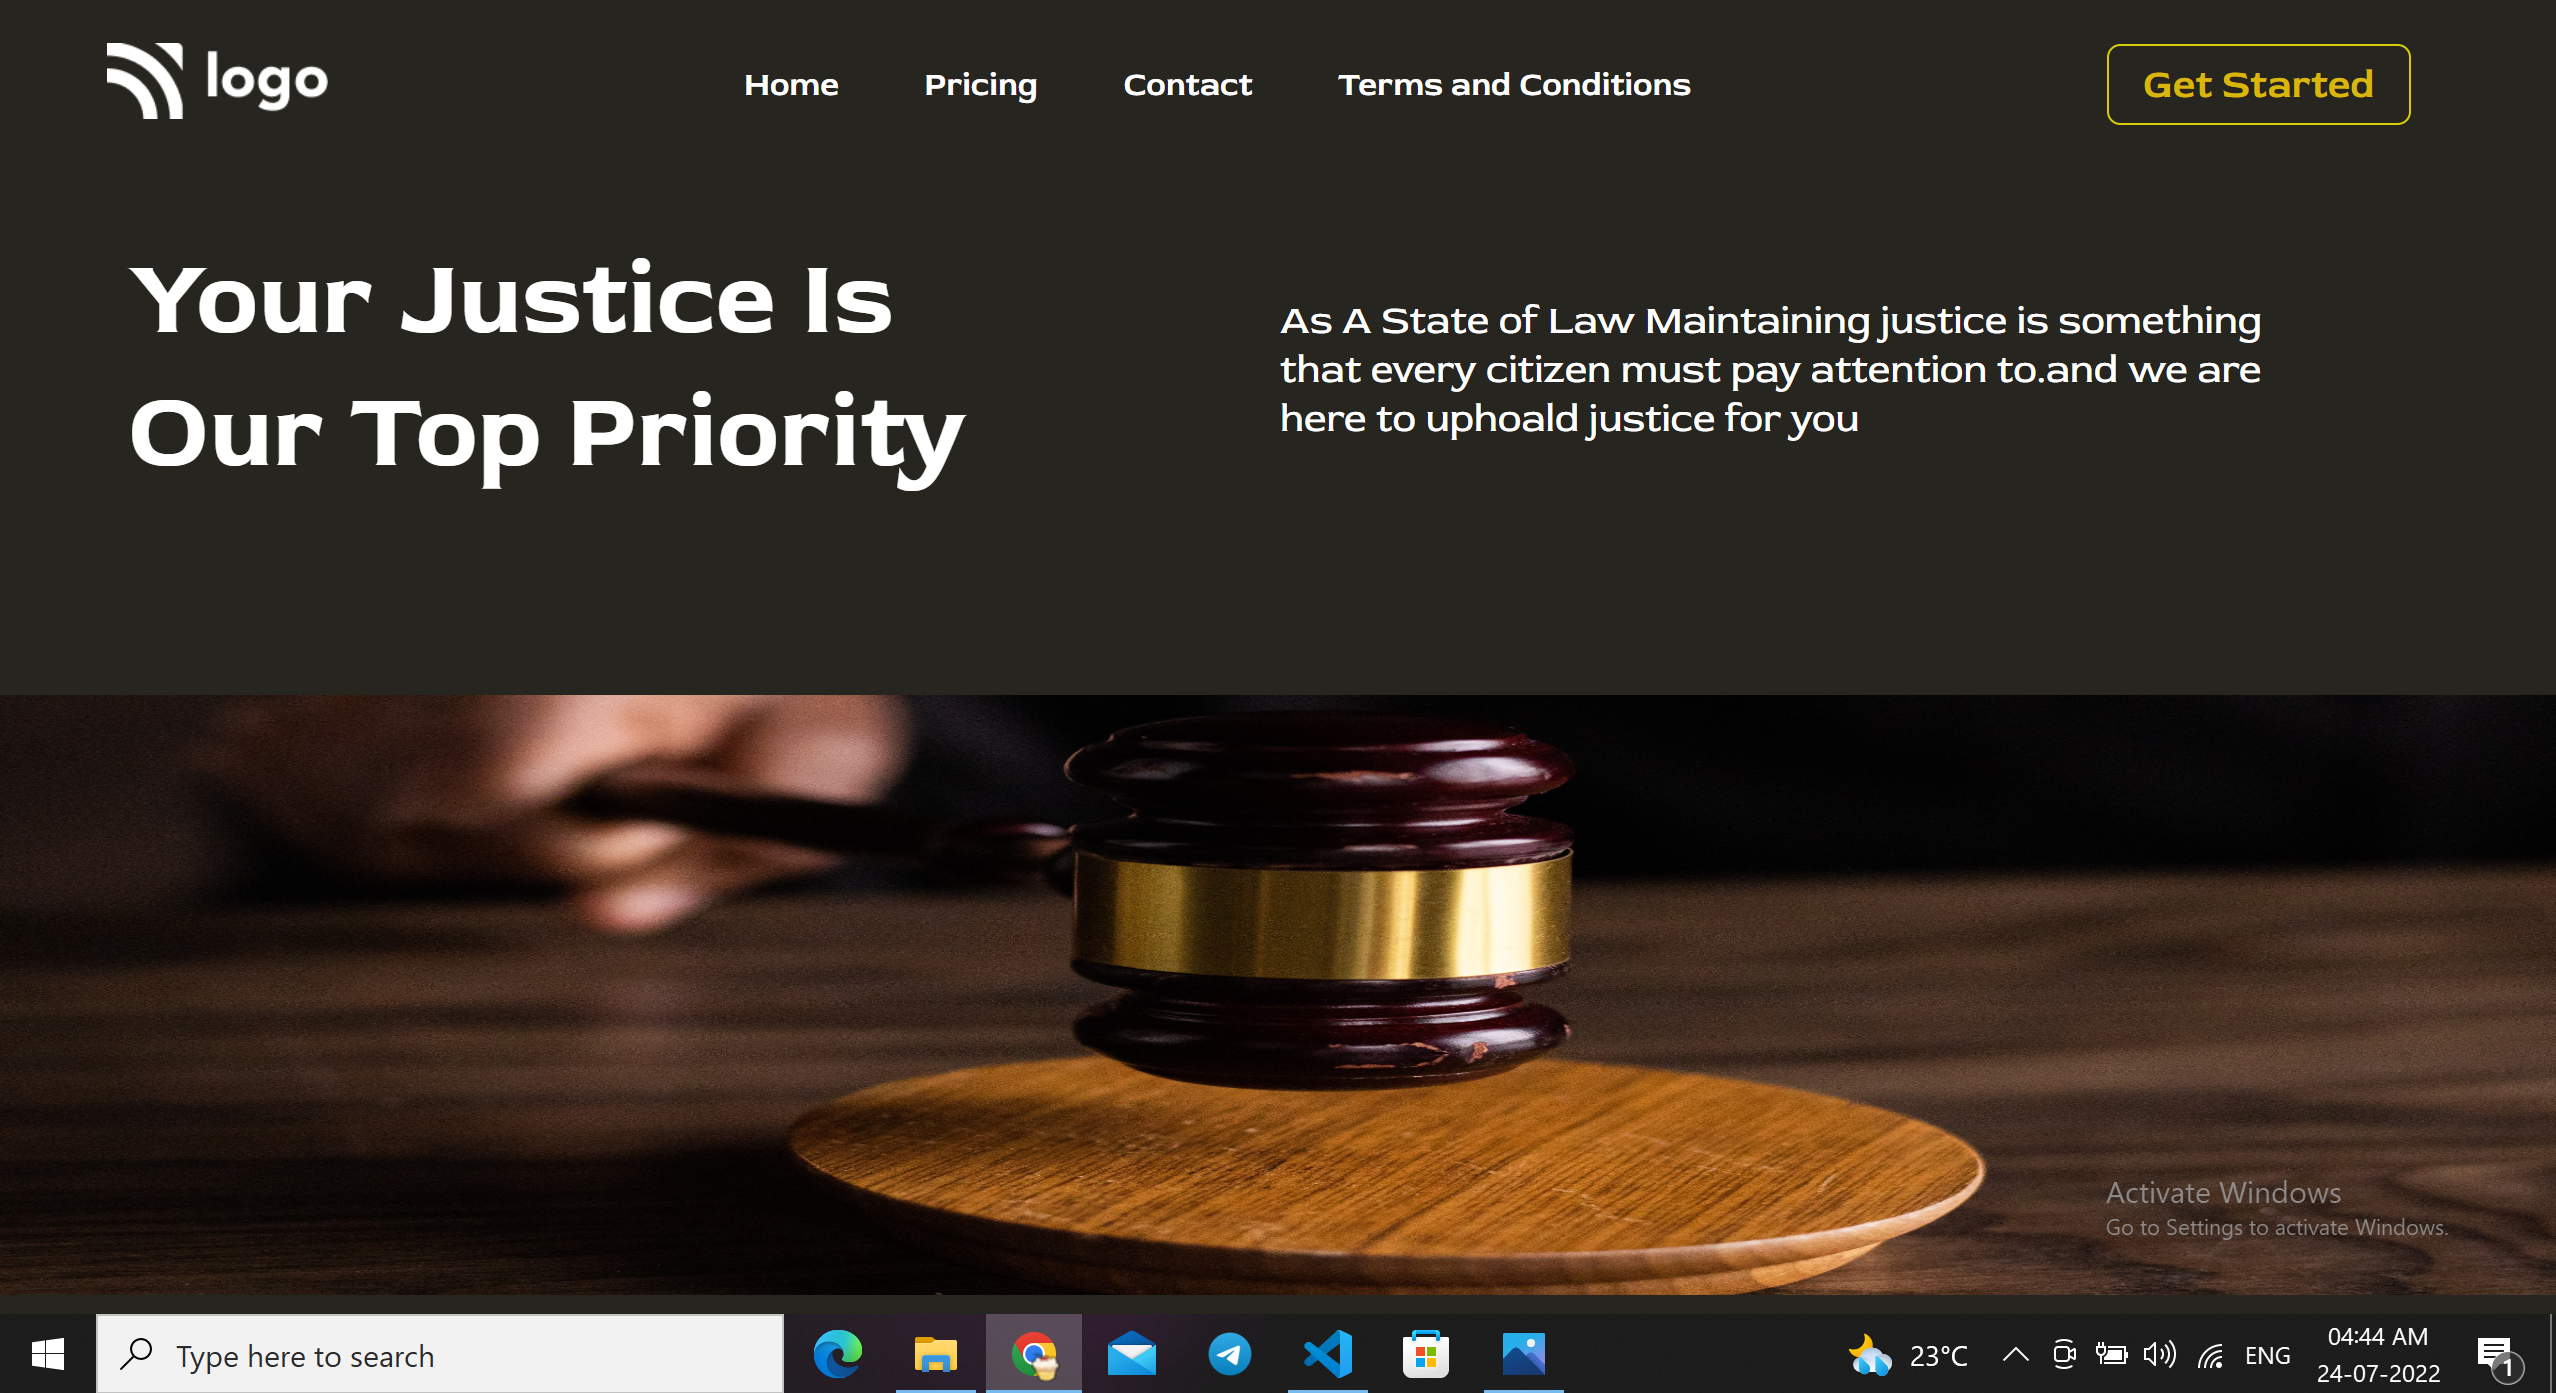 logo
Home Pricing Contact Terms and Conditions Get Started
Your Justice Is
Our Top Priority
As A State of Law Maintaining justice is something
that every citizen must pay attention to.and we are
here to uphoald justice for you
Activate Windows
Go to Settings to activate Windows.
Type here to search
23°C
ENG
04:44 AM
24-07-2022
1